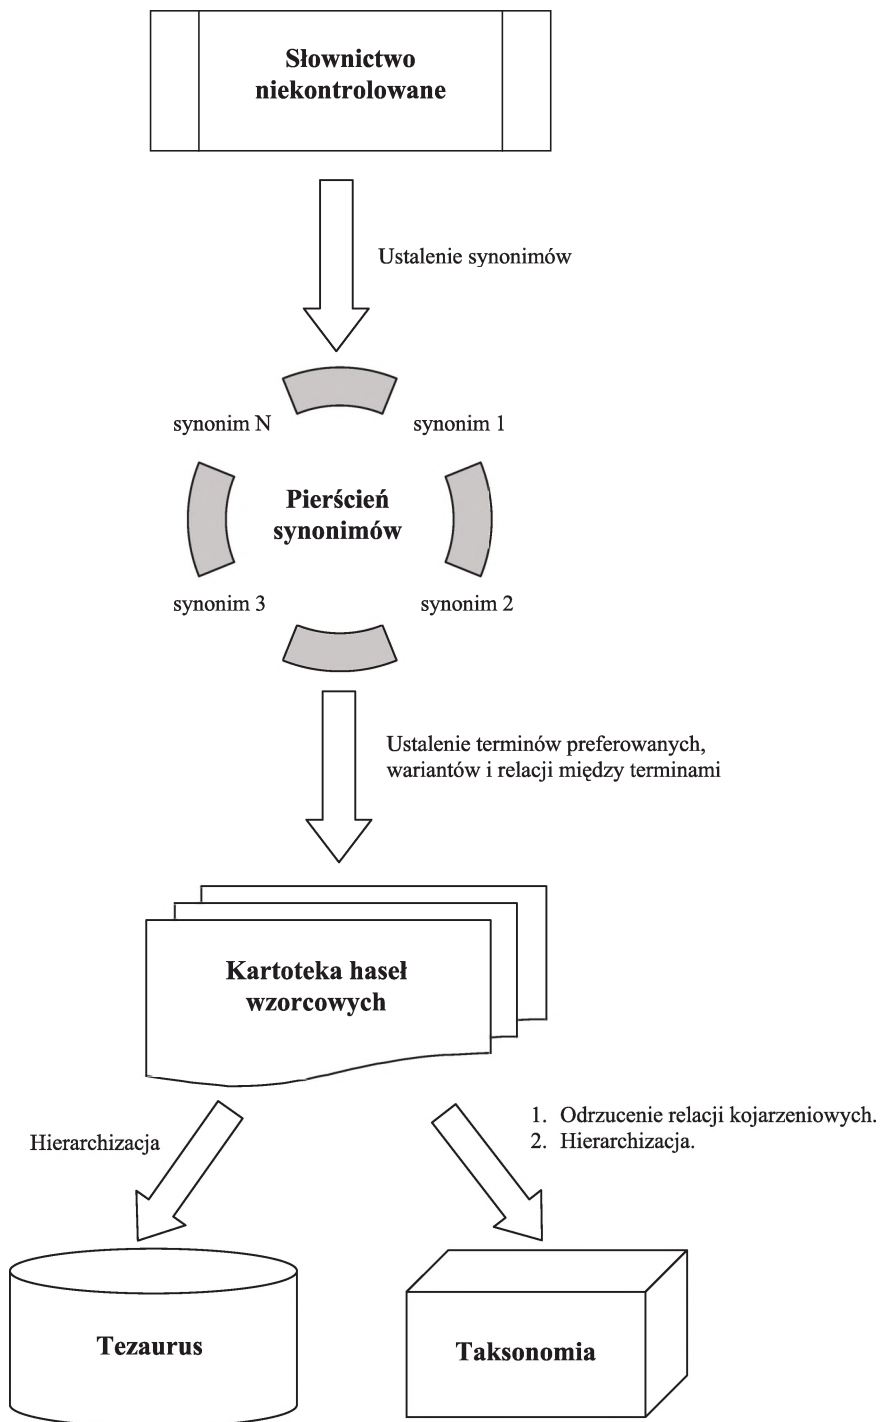 Słownictwo
niekontrolowane
Ustalenie synonimów
synonim N
synonim 1
Pierścień
synonimów
synonim 3
synonim 2
Ustalenie terminów preferowanych,
wariantów i relacji między terminami
Kartoteka haseł
wzorcowych
Hierarchizacja
1. Odrzucenie relacji kojarzeniowych.
2. Hierarchizacja.
Tezaurus
Taksonomia